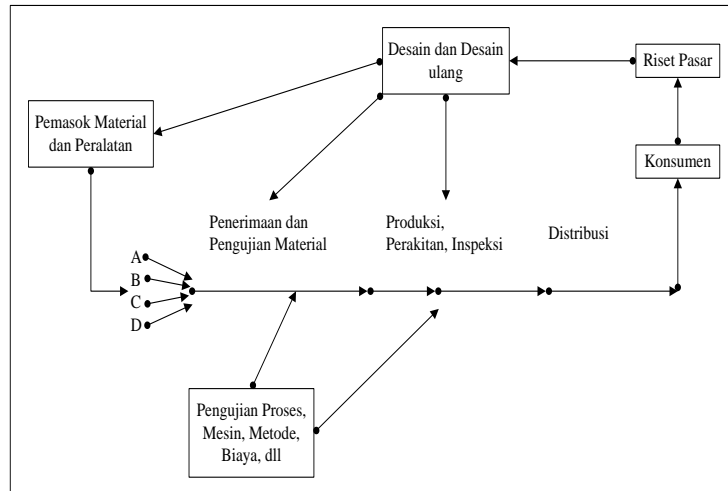 Desain dan Desain
ulang
Riset Pasar
Pemasok Material
dan Peralatan
Konsumen
Penerimaan dan
Pengujian Material
Produksi,
Perakitan, Inspeksi
Distribusi
A
B
C
D
Pengujian Proses,
Mesin, Metode,
Biaya, dll